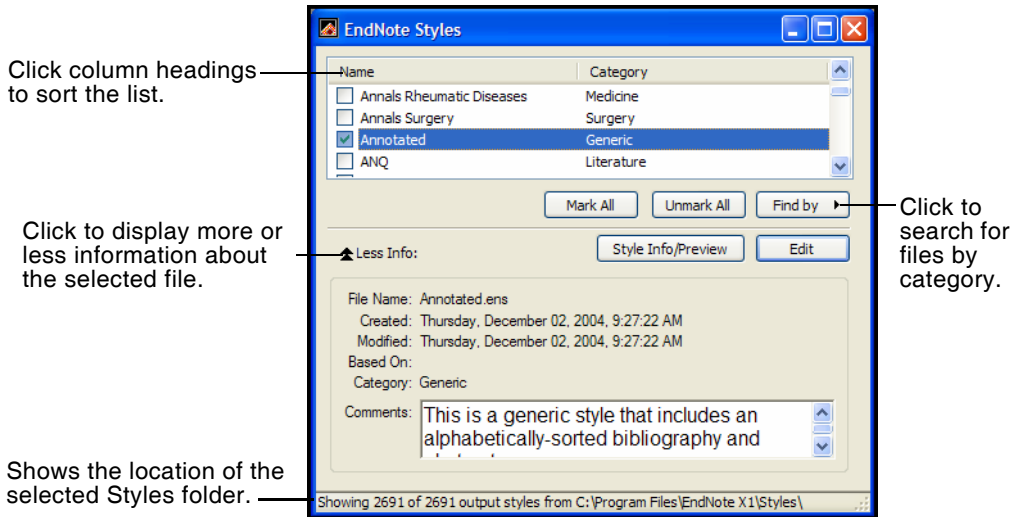 EndNote Styles
Click column headings
to sort the list.
Name Category
Annals Rheumatic Diseases Medicine
Annals Surgery Surgery
Annotated Generic
ANQ Literature
Mark All Unmark All Find by
Click to
search for
files by
category.
Click to display more or
less information about
the selected file.
Less Info: Style Info/Preview Edit
File Name: Annotated.ens
Created: Thursday, December 02, 2004, 9:27:22 AM
Modified: Thursday, December 02, 2004, 9:27:22 AM
Based On:
Category: Generic
Comments: This is a generic style that includes an
alphabetically-sorted bibliography and
Shows the location of the
selected Styles folder.
Showing 2691 of 2691 output styles from C:\Program Files\EndNote X1\Styles\